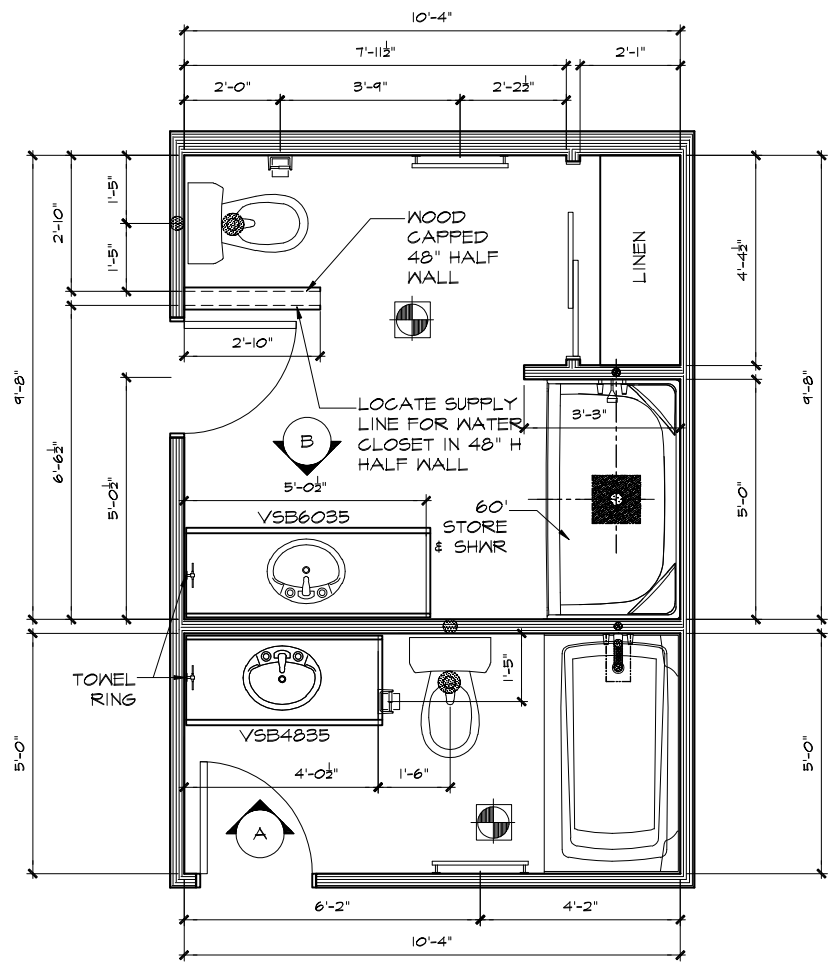 10'-4"
7'-11½"
2'-1"
2'-0"
3'-9"
2'-2½"
1'-5"
2'-10"
WOOD
CAPPED
48" HALF
WALL
LINEN
4'-4½"
1'-5"
2'-10"
9'-8"
9'-8"
LOCATE SUPPLY
LINE FOR WATER
CLOSET IN 48" H
HALF WALL
3'-3"
6'-6½"
B
5'-0½"
5'-0½"
5'-0"
VSB6035
60'
STORE
& SHWR
TOWEL
RING
1'-5"
VSB4835
5'-0"
4'-0½"
1'-6"
5'-0"
A
6'-2"
4'-2"
10'-4"